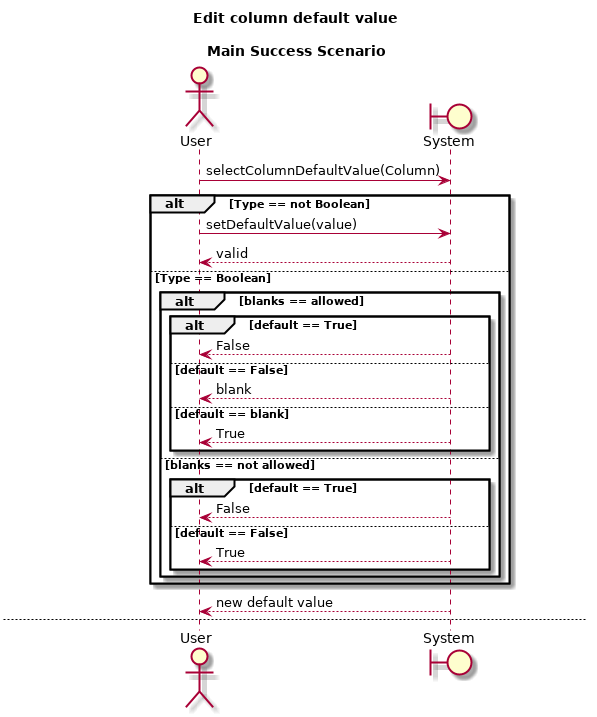 Edit column default value
Main Success Scenario
User
System
selectColumnDefaultValue(Column)
alt [Type == not Boolean]
setDefaultValue(value)
valid
[Type == Boolean]
alt [blanks == allowed]
alt [default == True]
False
[default == False]
blank
[default == blank]
True
[blanks == not allowed]
alt [default == True]
False
[default == False]
True
new default value
User
System